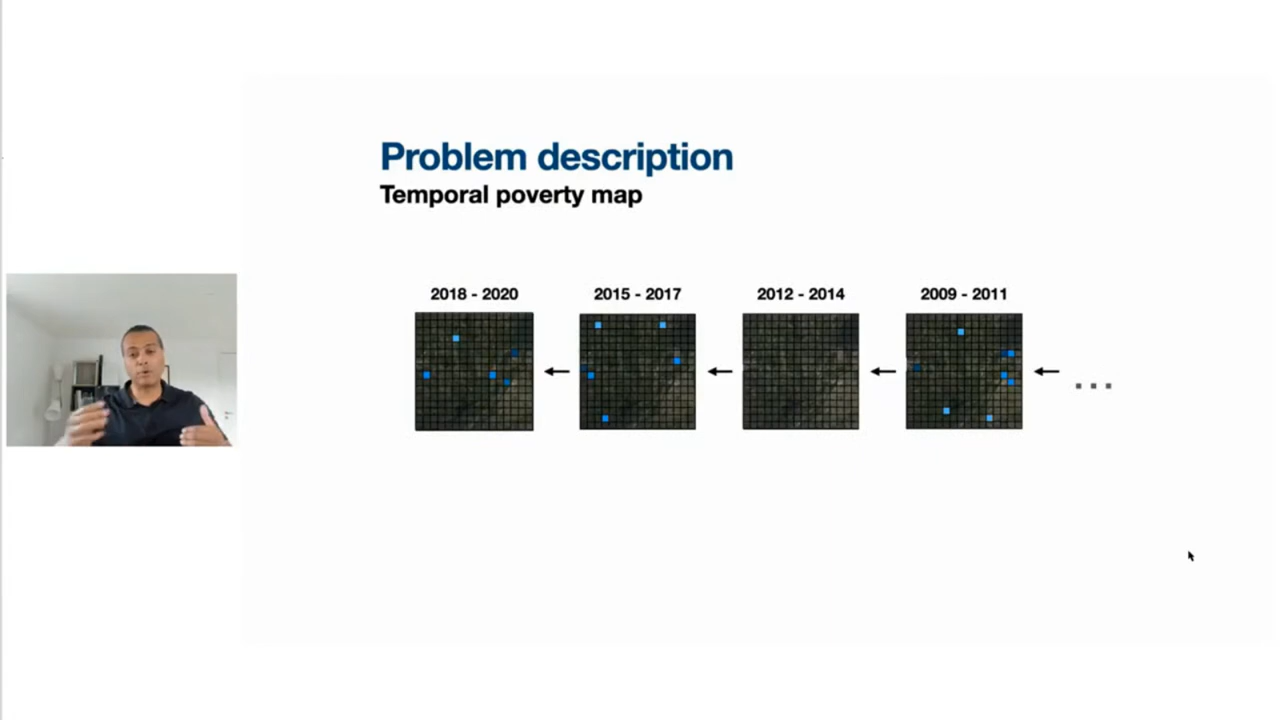 Problem description
Temporal poverty map
2018 - 2020
2015 - 2017
2012 - 2014
2009 - 2011
...